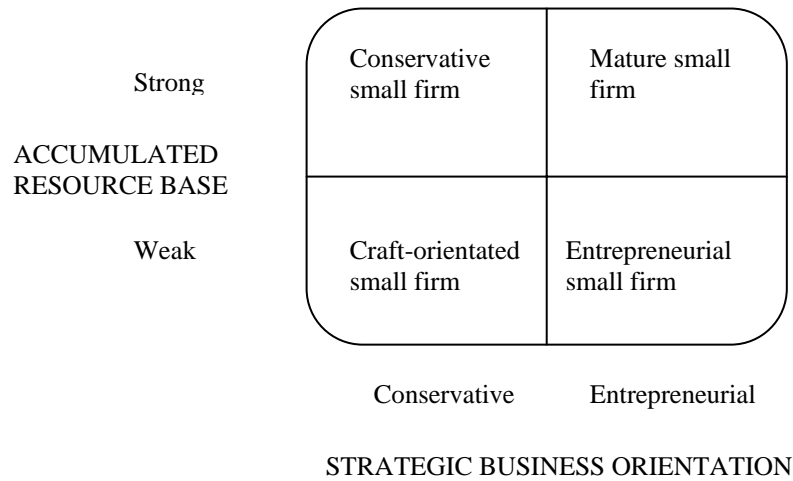 Conservative
small firm
Mature small
firm
Strong
ACCUMULATED
RESOURCE BASE
Weak
Craft-orientated
small firm
Entrepreneurial
small firm
Conservative
Entrepreneurial
STRATEGIC BUSINESS ORIENTATION